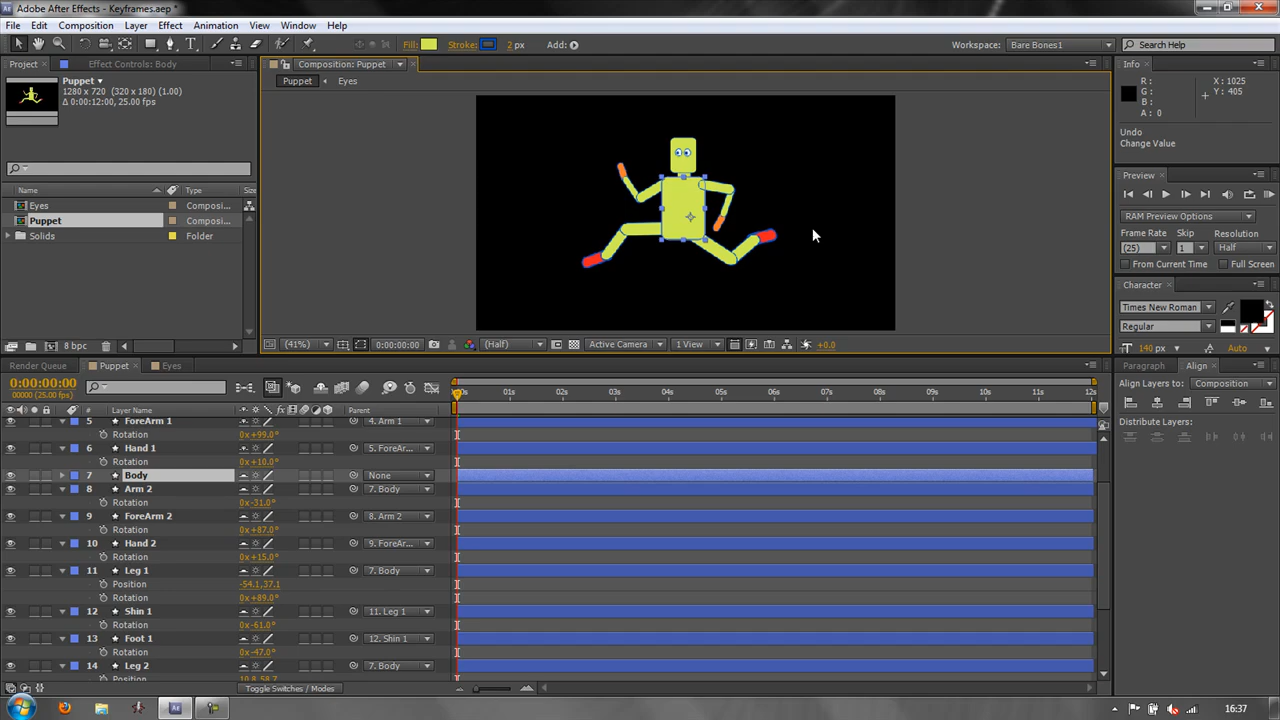 Adobe After Effects - Keyframes.aep *
File Edit Composition Layer Effect Animation View Window Help
Fill: Stroke: 2 px Add:
Workspace: Bare Bones1 Search Help
Project Effect Controls: Body
Composition: Puppet
Info
Puppet
1280 x 720 (320 x 180) (1.00)
Δ 0:00:12:00, 25.00 fps
Puppet Eyes
R: X: 1025
G: Y: 405
B:
A: 0
Undo
Change Value
Preview
Name Type Size
Eyes Composi...
Puppet Composi...
Solids Folder
RAM Preview Options
Frame Rate Skip Resolution
(25) 1 Half
From Current Time Full Screen
Character
Times New Roman
Regular
140 px Auto
8 bpc
(41%) 0:00:00:00 (Half) Active Camera 1 View +0.0
Render Queue Puppet Eyes
Paragraph Align
0:00:00:00
00000 (25.00 fps)
Align Layers to: Composition
Distribute Layers:
:00s 01s 02s 03s 04s 05s 06s 07s 08s 09s 10s 11s 12s
# Layer Name fx Parent
5 ForeArm 1 4. Arm 1
Rotation 0x+99.0°
6 Hand 1 5. ForeAr...
Rotation 0x+10.0°
7 Body None
8 Arm 2 7. Body
Rotation 0x-31.0°
9 ForeArm 2 8. Arm 2
Rotation 0x+87.0°
10 Hand 2 9. ForeAr...
Rotation 0x+15.0°
11 Leg 1 7. Body
Position -54.1,37.1
Rotation 0x+89.0°
12 Shin 1 11. Leg 1
Rotation 0x-61.0°
13 Foot 1 12. Shin 1
Rotation 0x-47.0°
14 Leg 2 7. Body
Position 10.8,58.7
Toggle Switches / Modes
16:37